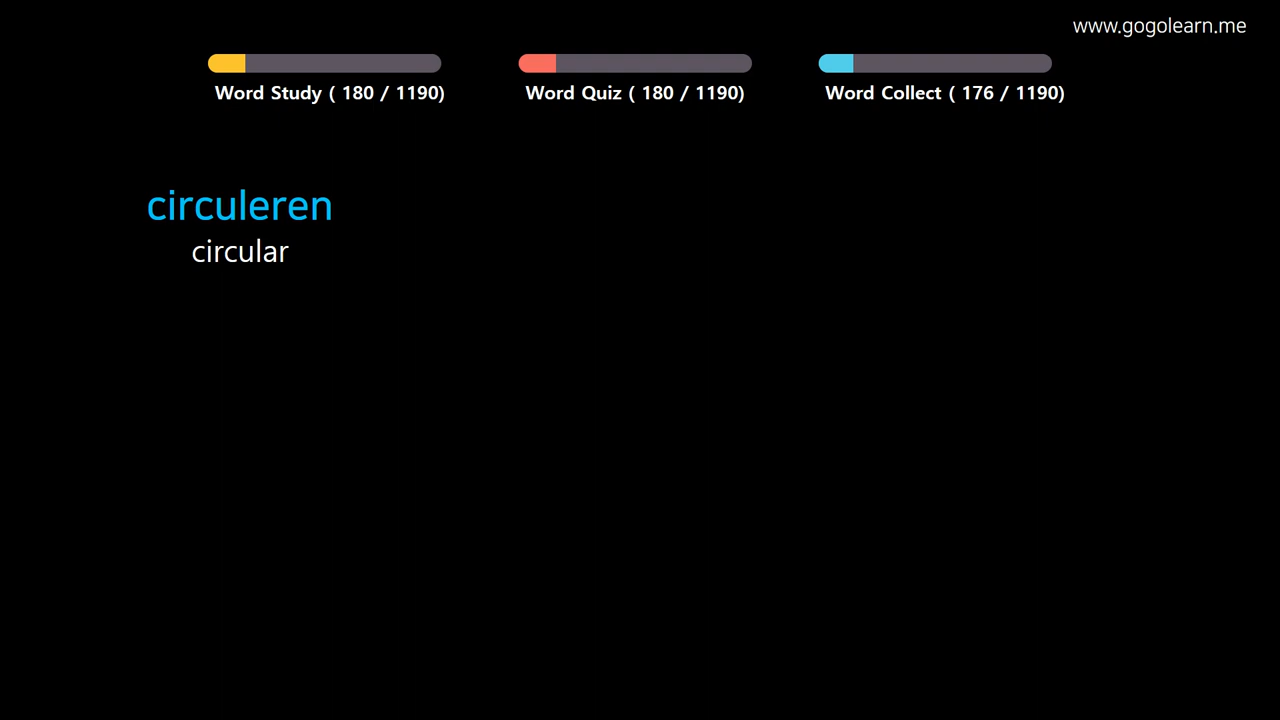 www.gogolearn.me
Word Study ( 180 / 1190)
Word Quiz ( 180 / 1190)
Word Collect ( 176 / 1190)
circuleren
circular